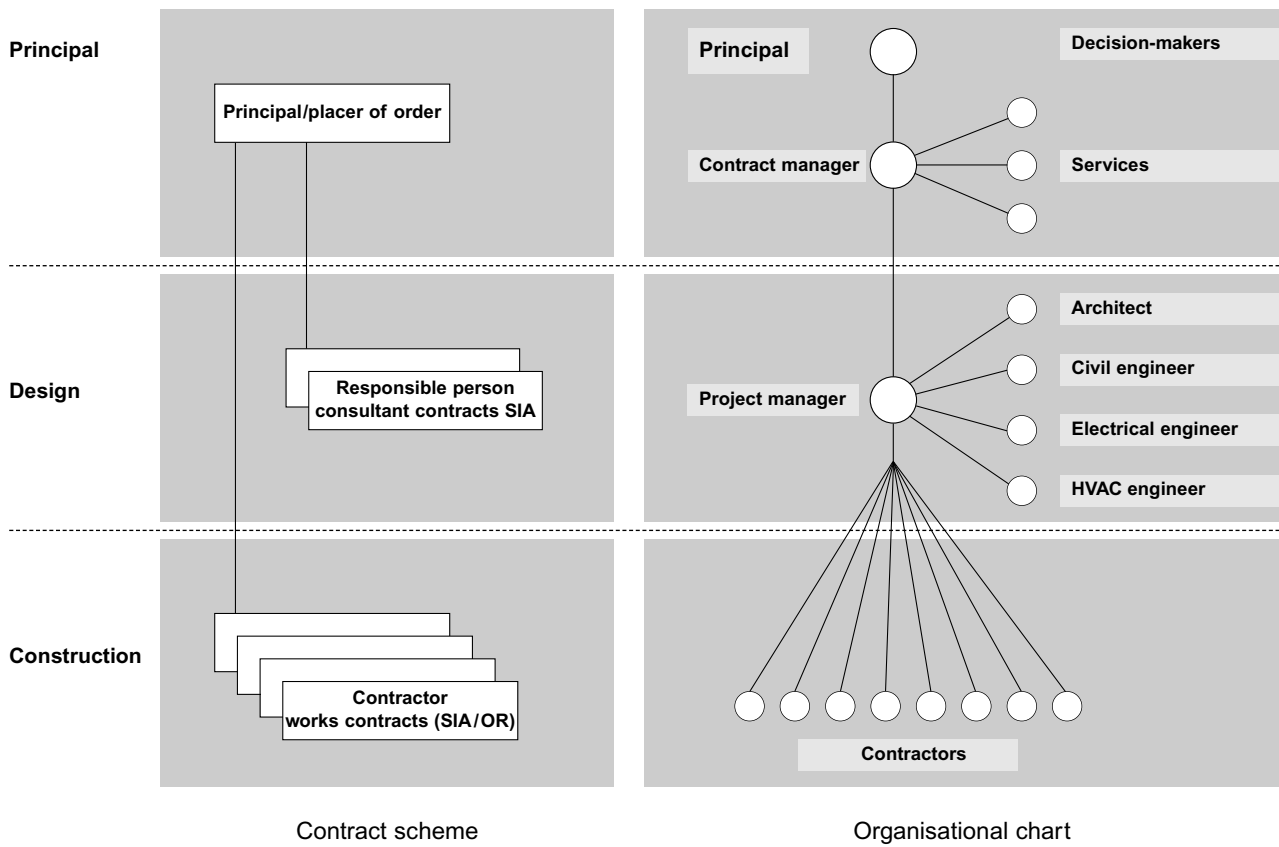 Principal
Principal/placer of order
Principal
Decision-makers
Contract manager
Services
Design
Responsible person
consultant contracts SIA
Project manager
Architect
Civil engineer
Electrical engineer
HVAC engineer
Construction
Contractor
works contracts (SIA/OR)
Contractors
Contract scheme
Organisational chart